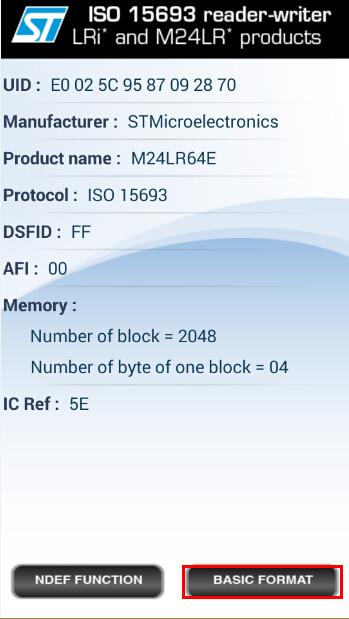 ST
ISO 15693 reader-writer
LRi* and M24LR* products
UID : E0 02 5C 95 87 09 28 70
Manufacturer : STMicroelectronics
Product name : M24LR64E
Protocol : ISO 15693
DSFID : FF
AFI : 00
Memory :
Number of block = 2048
Number of byte of one block = 04
IC Ref : 5E
NDEF FUNCTION BASIC FORMAT